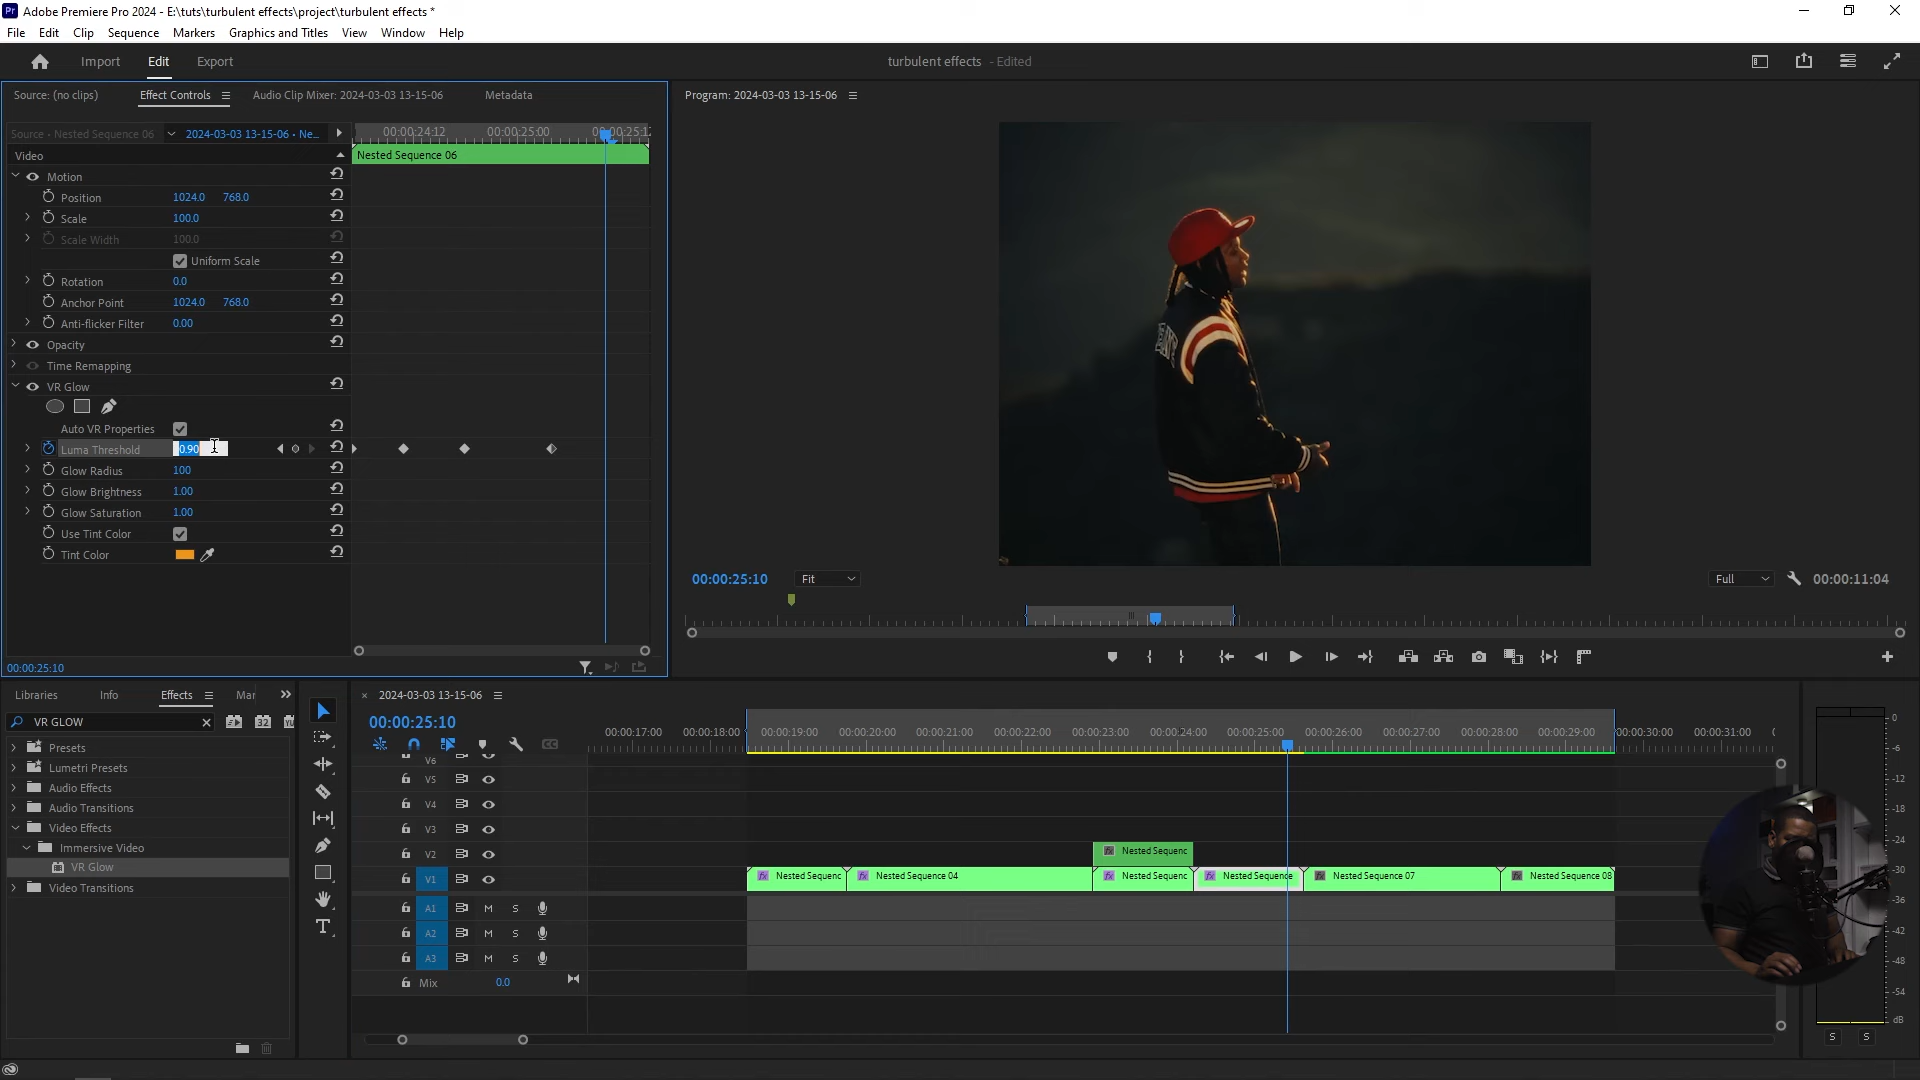 Adobe Premiere Pro 2024 - E:\tuts\turbulent effects\project\turbulent effects *
File Edit Clip Sequence Markers Graphics and Titles View Window Help
Import Edit Export
turbulent effects - Edited
Source: (no clips) Effect Controls Audio Clip Mixer: 2024-03-03 13-15-06 Metadata
Program: 2024-03-03 13-15-06
Source • Nested Sequence 06 2024-03-03 13-15-06 • Ne...
00:00:24:12 00:00:25:00 00:00:25:12
Video
Nested Sequence 06
Motion
Position 1024.0 768.0
Scale 100.0
Scale Width 100.0
Uniform Scale
Rotation 0.0
Anchor Point 1024.0 768.0
Anti-flicker Filter 0.00
Opacity
Time Remapping
VR Glow
Auto VR Properties
Luma Threshold 0.90
Glow Radius 100
Glow Brightness 1.00
Glow Saturation 1.00
Use Tint Color
Tint Color
00:00:25:10
00:00:25:10 Fit Full 00:00:11:04
Libraries Info Effects Mar
VR GLOW
Presets
Lumetri Presets
Audio Effects
Audio Transitions
Video Effects
Immersive Video
VR Glow
Video Transitions
2024-03-03 13-15-06
00:00:25:10
00:00:17:00 00:00:18:00 00:00:19:00 00:00:20:00 00:00:21:00 00:00:22:00 00:00:23:00 00:00:24:00 00:00:25:00 00:00:26:00 00:00:27:00 00:00:28:00 00:00:29:00 00:00:30:00 00:00:31:00
V6
V5
V4
V3
V2 Nested Sequenc
V1 Nested Sequenc Nested Sequence 04 Nested Sequenc Nested Sequence Nested Sequence 07 Nested Sequence 08
A1 M S
A2 M S
A3 M S
Mix 0.0
0
-6
-12
-18
-24
-30
-36
-42
-48
-54
dB
S S